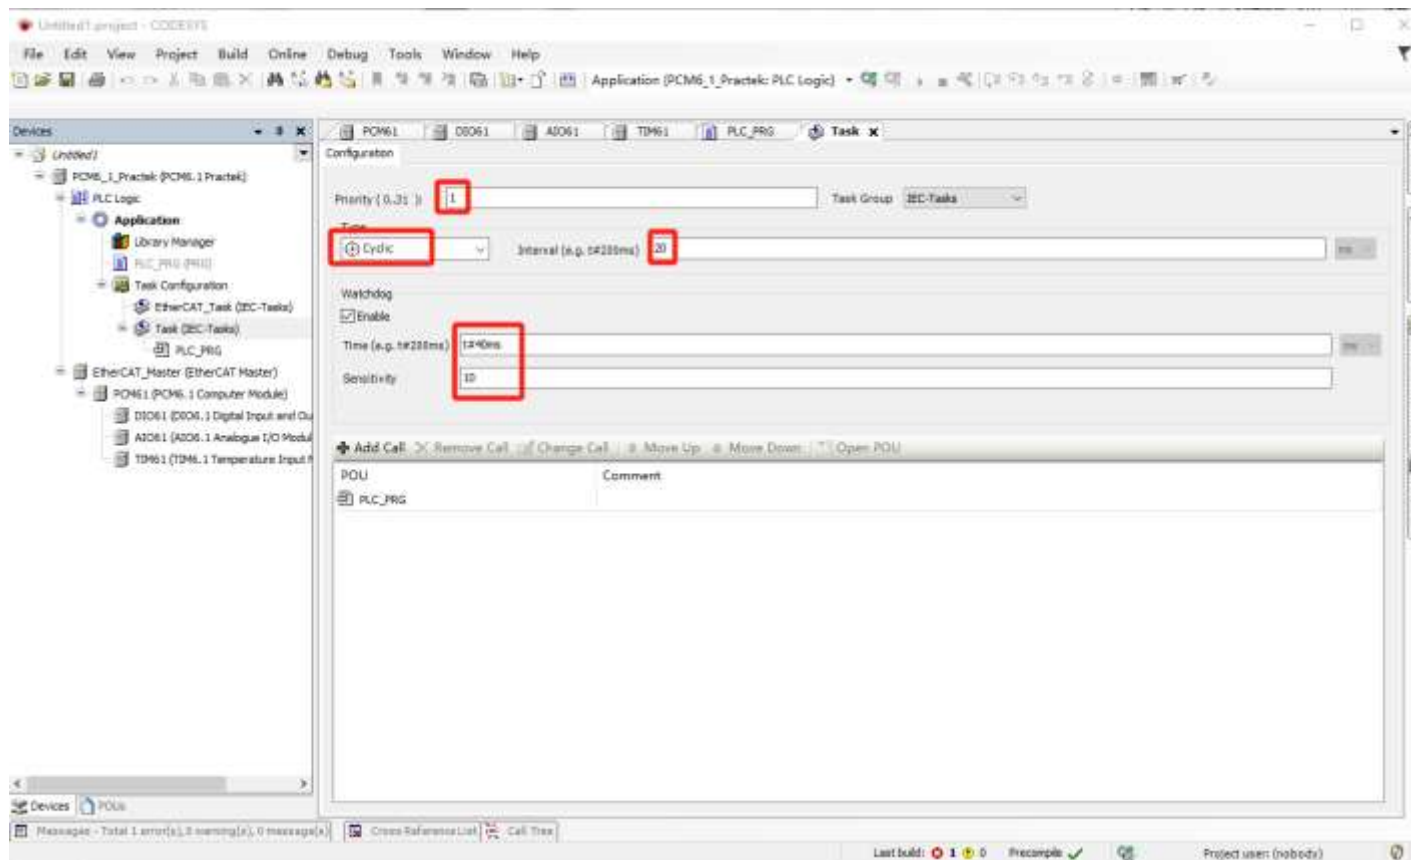 Untitled1.project - CODESYS
File Edit View Project Build Online Debug Tools Window Help
Application (PCM6_1_Practek: PLC Logic)
Devices
PCM61 DIO61 AIO61 TIM61 PLC_PRG Task
Untitled1
Configuration
PCM6_1_Practek (PCM6.1 Practek)
PLC Logic
Application
Library Manager
PLC_PRG (PRG)
Task Configuration
EtherCAT_Task (IEC-Tasks)
Task (IEC-Tasks)
PLC_PRG
EtherCAT_Master (EtherCAT Master)
PCM61 (PCM6.1 Computer Module)
DIO61 (DIO6.1 Digital Input and Ou
AIO61 (AIO6.1 Analogue I/O Modul
TIM61 (TIM6.1 Temperature Input M
Priority ( 0..31 ): 1 Task Group IEC-Tasks
Type
Cyclic Interval (e.g. t#200ms) 20 ms
Watchdog
Enable
Time (e.g. t#200ms) t#40ms ms
Sensitivity 10
Add Call Remove Call Change Call Move Up Move Down Open POU
POU Comment
PLC_PRG
Devices POUs
Messages - Total 1 error(s), 0 warning(s), 0 message(s) Cross Reference List Call Tree
Last build: 1 0 Precompile Project user: (nobody)